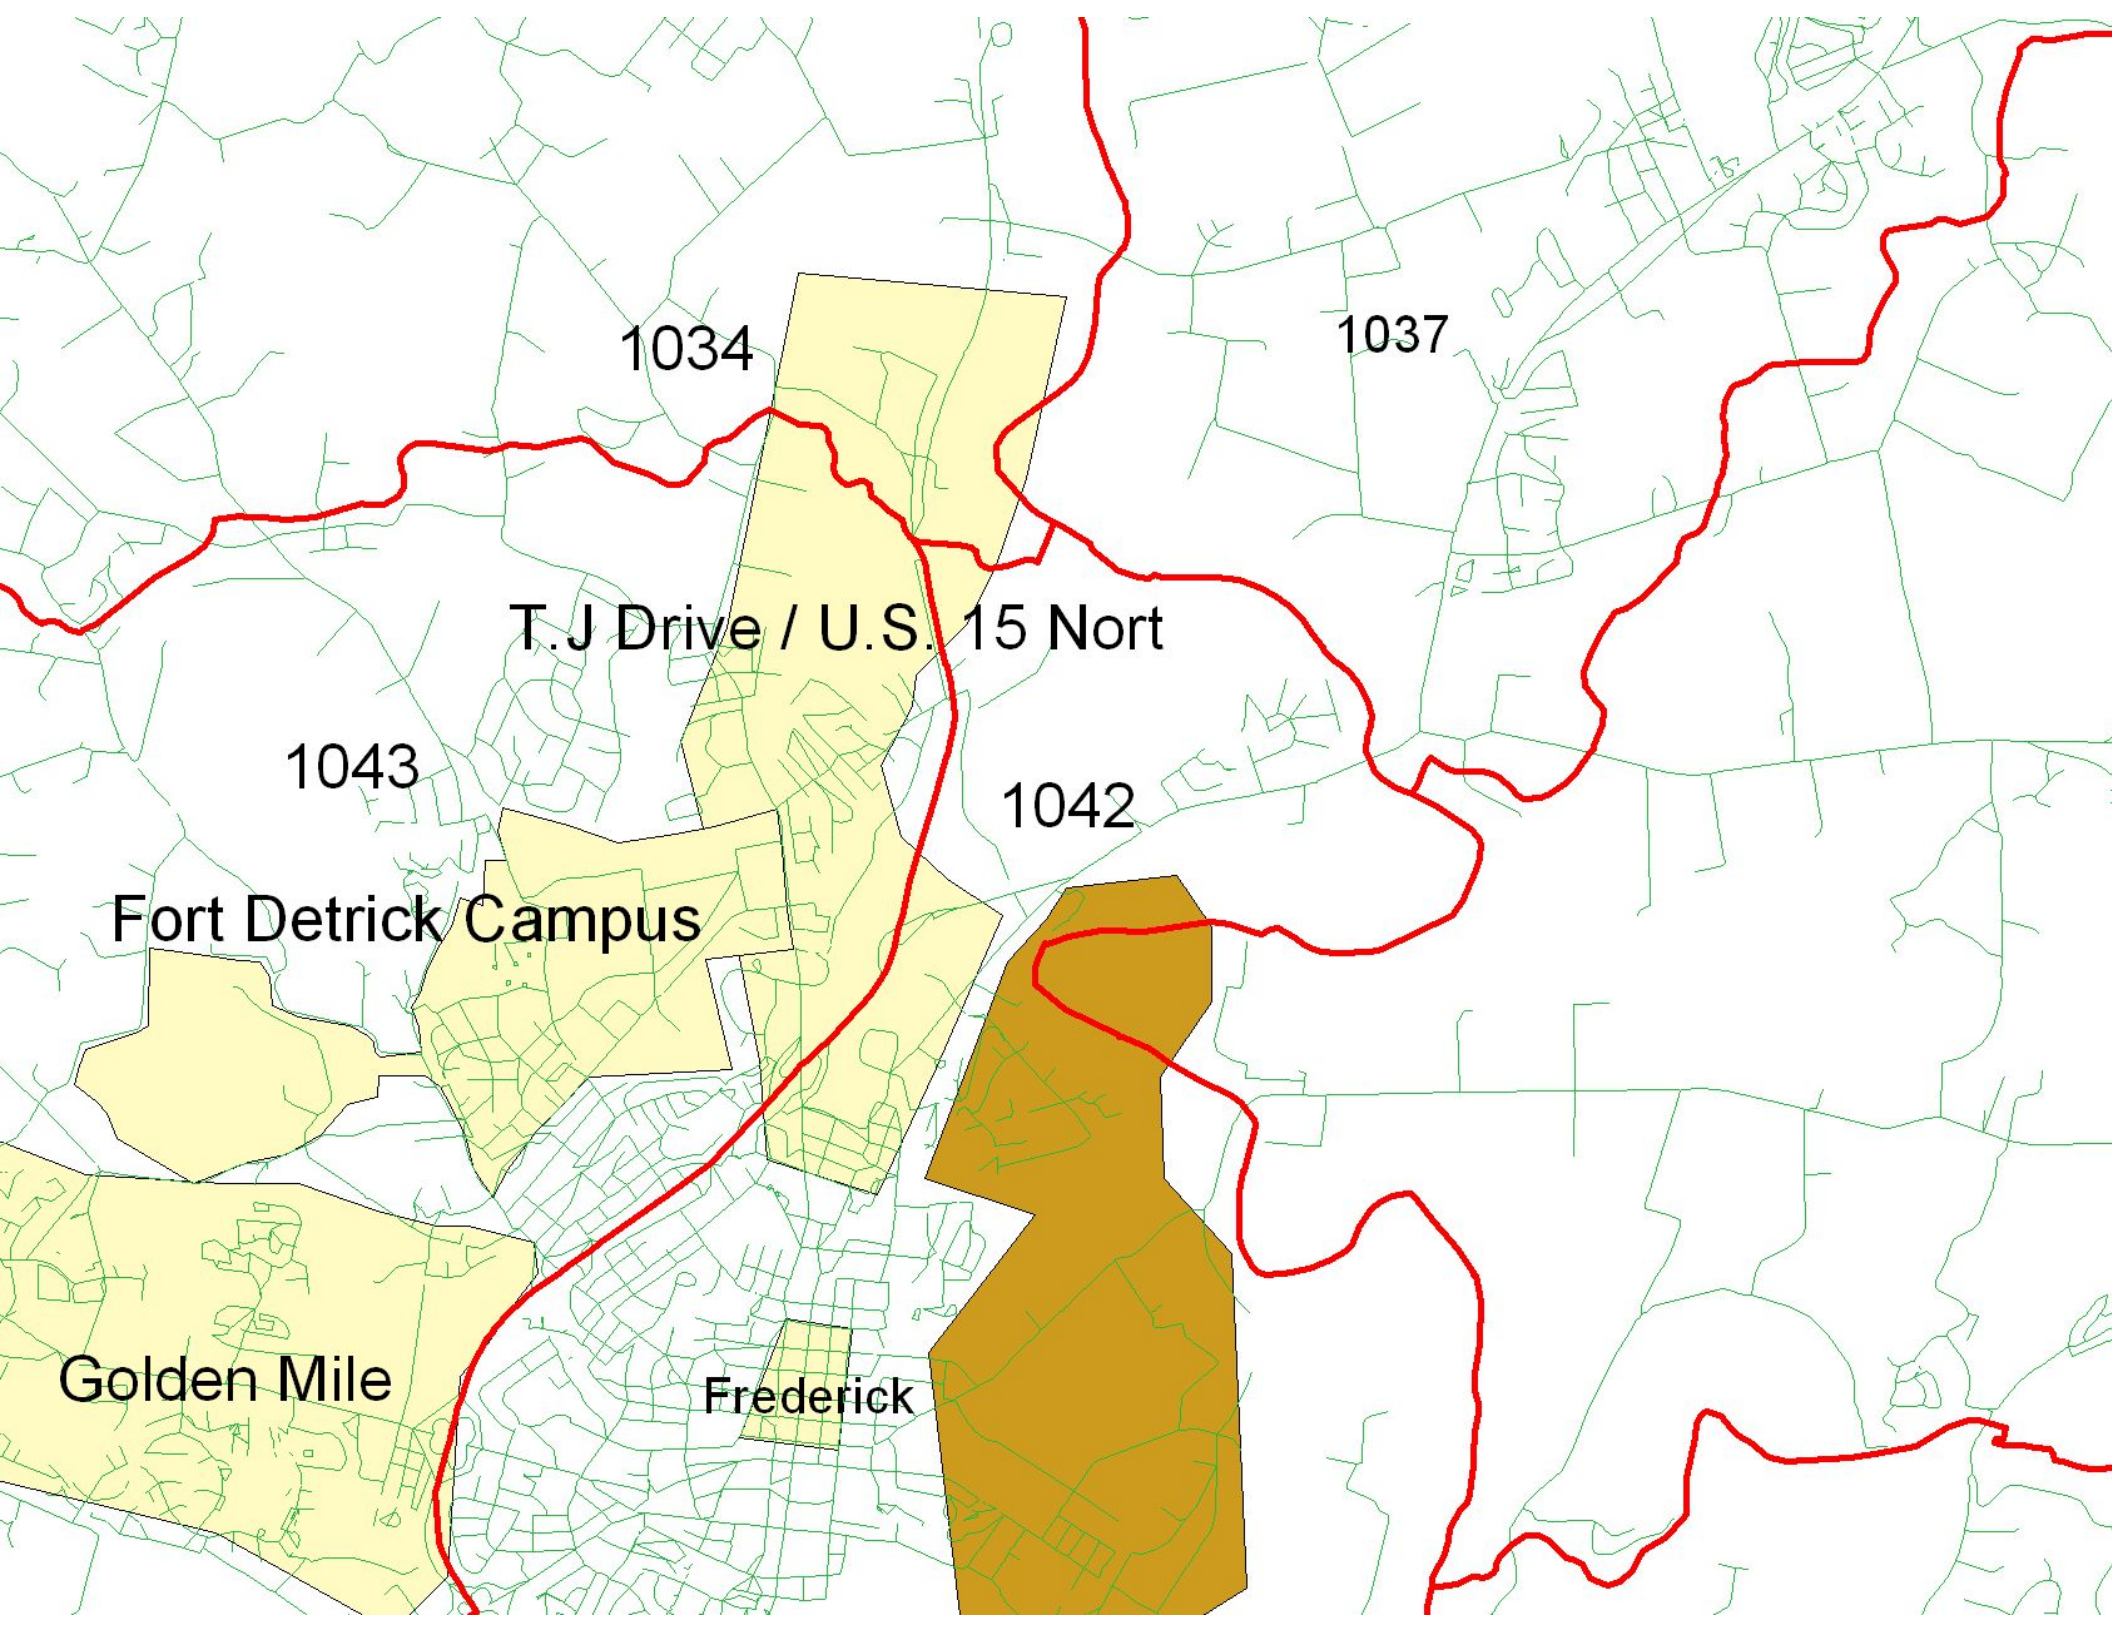 1034
1037
T.J Drive / U.S. 15 Nort
1043
1042
Fort Detrick Campus
Golden Mile
Frederick